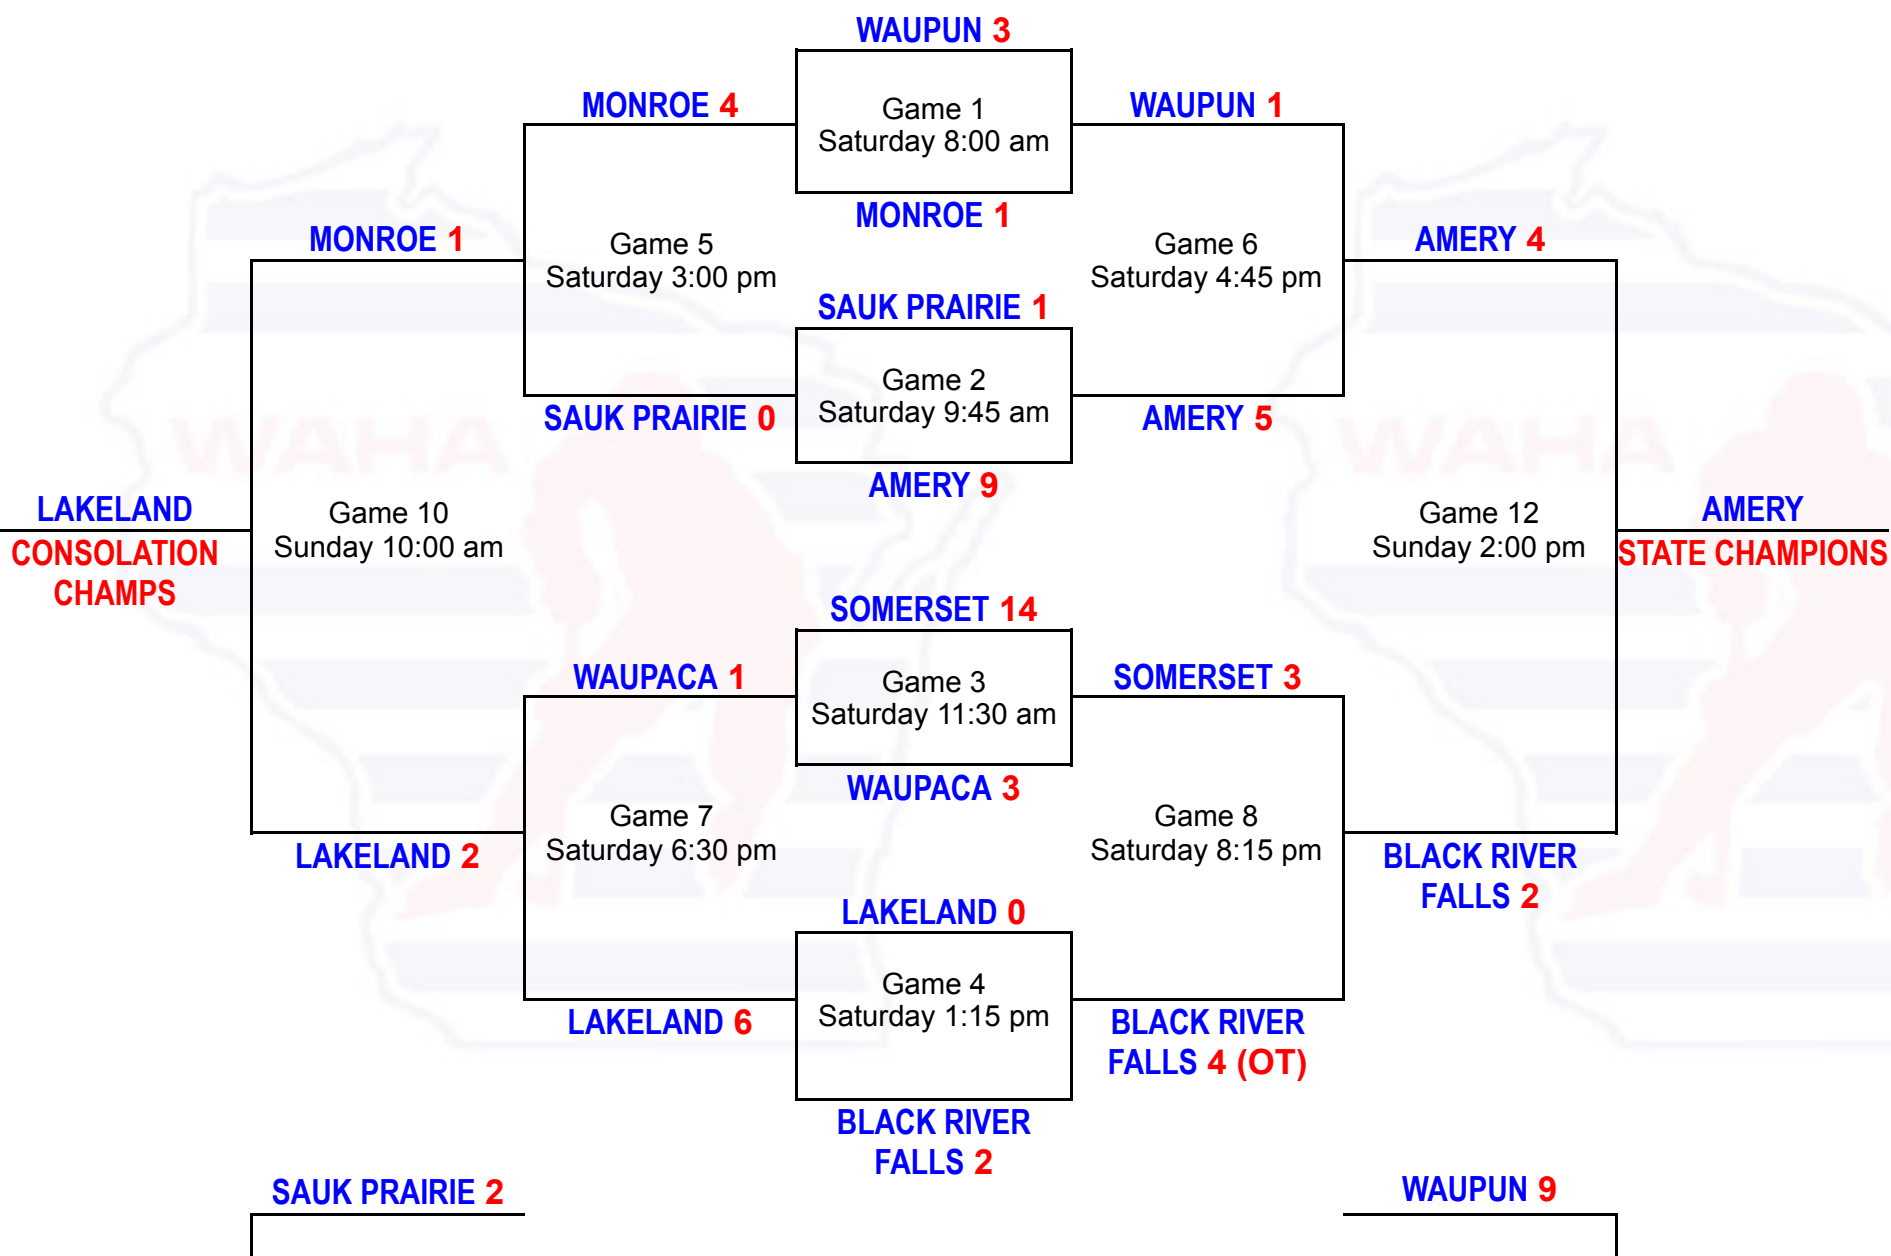 WAUPUN 3
MONROE 4
Game 1
Saturday 8:00 am
WAUPUN 1
MONROE 1
MONROE 1
Game 5
Saturday 3:00 pm
Game 6
Saturday 4:45 pm
AMERY 4
SAUK PRAIRIE 1
Game 2
Saturday 9:45 am
SAUK PRAIRIE 0
AMERY 5
AMERY 9
WAHA
WAHA
LAKELAND
CONSOLATION
CHAMPS
Game 10
Sunday 10:00 am
Game 12
Sunday 2:00 pm
AMERY
STATE CHAMPIONS
SOMERSET 14
WAUPACA 1
Game 3
Saturday 11:30 am
SOMERSET 3
WAUPACA 3
Game 7
Saturday 6:30 pm
Game 8
Saturday 8:15 pm
LAKELAND 2
BLACK RIVER
FALLS 2
LAKELAND 0
Game 4
Saturday 1:15 pm
LAKELAND 6
BLACK RIVER
FALLS 4 (OT)
BLACK RIVER
FALLS 2
SAUK PRAIRIE 2
WAUPUN 9